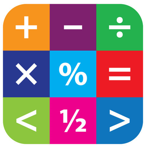 + − ÷
× % =
< ½ >